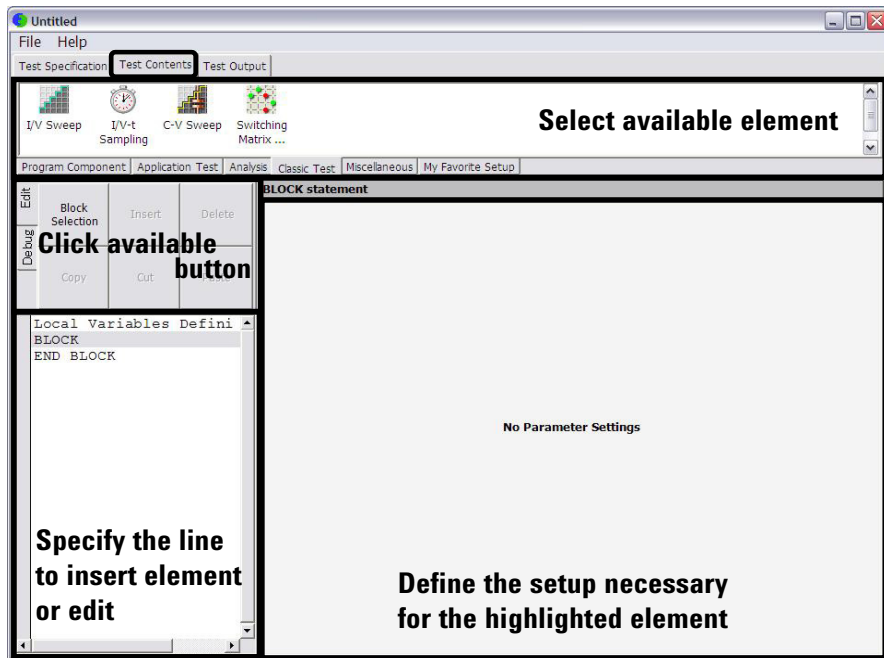 Untitled
File Help
Test Specification Test Contents Test Output
I/V Sweep
I/V-t Sampling
C-V Sweep
Switching Matrix ...
Select available element
Program Component Application Test Analysis Classic Test Miscellaneous My Favorite Setup
Edit
Debug
Block Selection
Insert
Delete
Copy
Cut
Click available button
BLOCK statement
Local Variables Defini
BLOCK
END BLOCK
No Parameter Settings
Specify the line
to insert element
or edit
Define the setup necessary
for the highlighted element